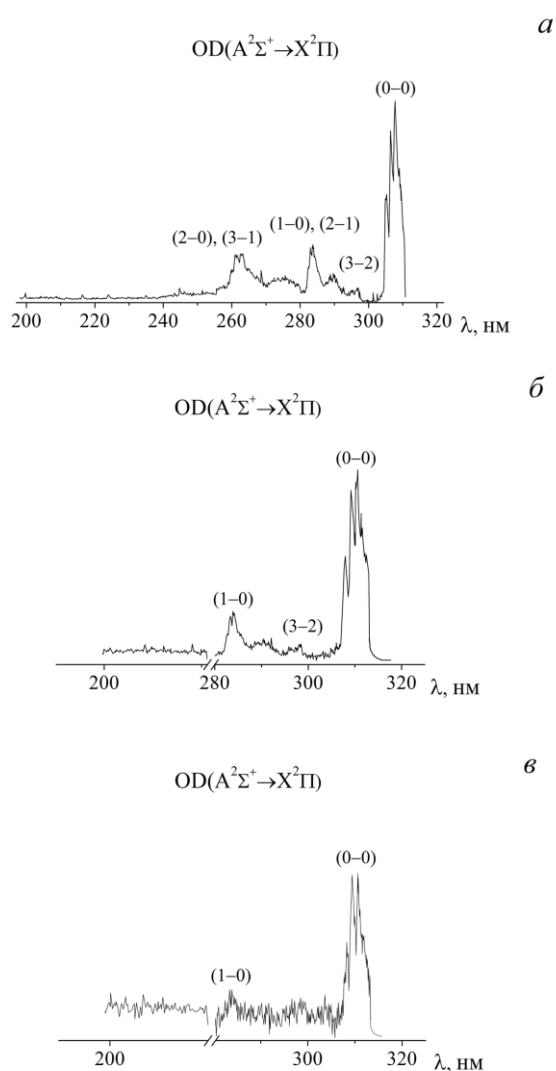 а
OD(A²Σ⁺→X²Π)
(0–0)
(1–0), (2–1)
(2–0), (3–1)
(3–2)
200 220 240 260 280 300 320
λ, нм
б
OD(A²Σ⁺→X²Π)
(0–0)
(1–0)
(3–2)
200 280 300 320
λ, нм
в
OD(A²Σ⁺→X²Π)
(0–0)
(1–0)
200 300 320
λ, нм